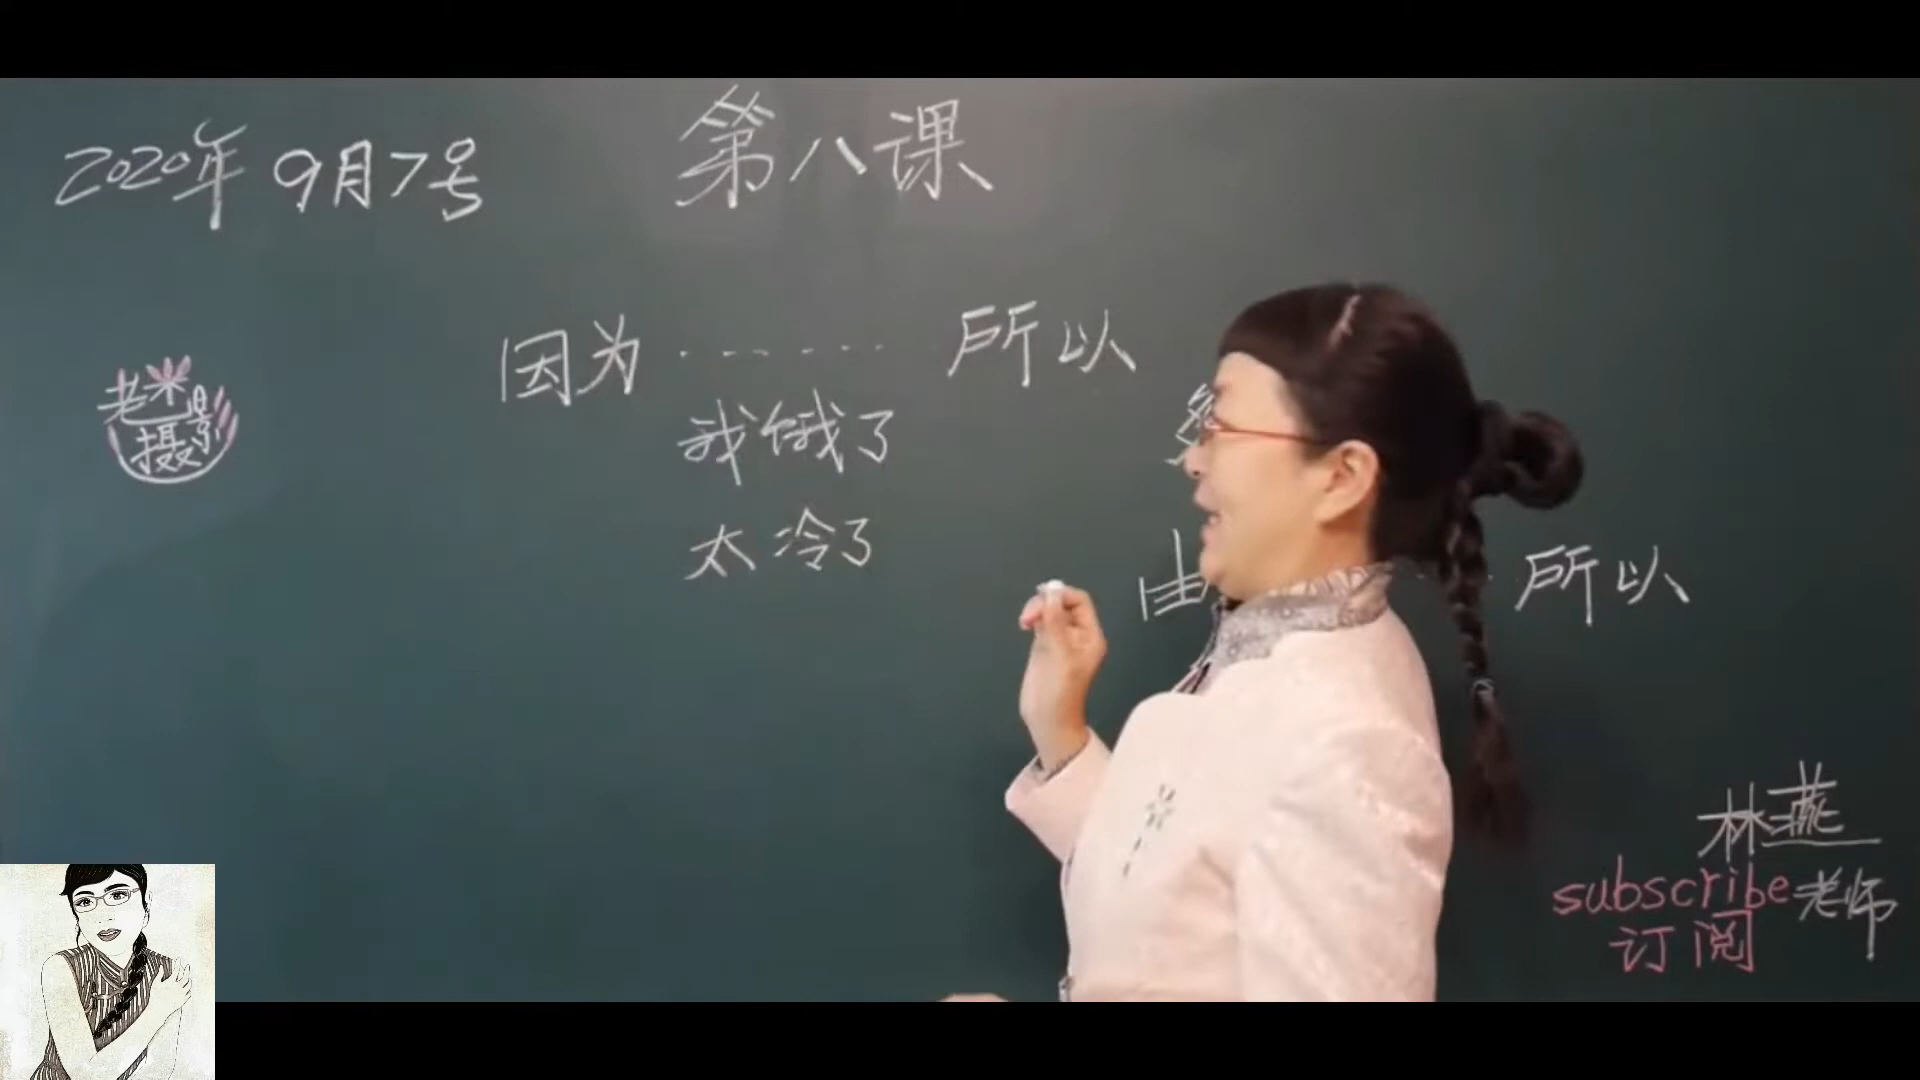 2020年 9月7号
第八课
因为 ------- 所以
我饿了
太冷了
由
所以
老米
摄影
林燕
subscribe 老师
订阅